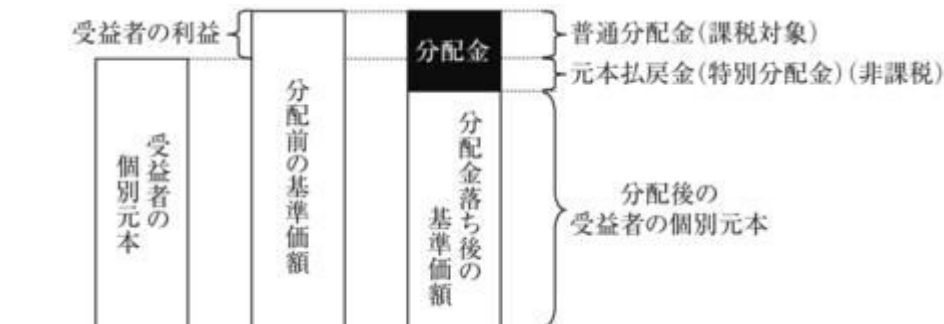 受益者の利益
分配金
普通分配金(課税対象)
元本払戻金(特別分配金)(非課税)
受益者の
個別元本
分配前の基準価額
分配金落ち後の
基準価額
分配後の
受益者の個別元本